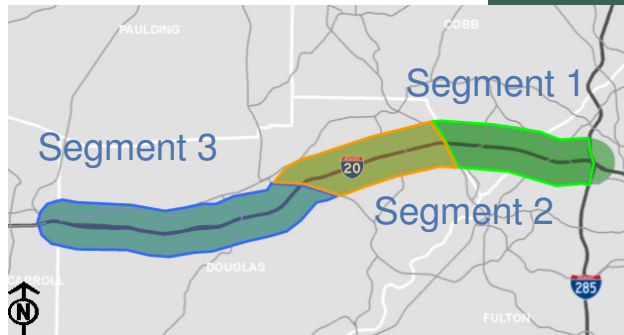 PAULDING
COBB
Segment 1
Segment 3
20
Segment 2
DOUGLAS
CARROLL
285
N
FULTON